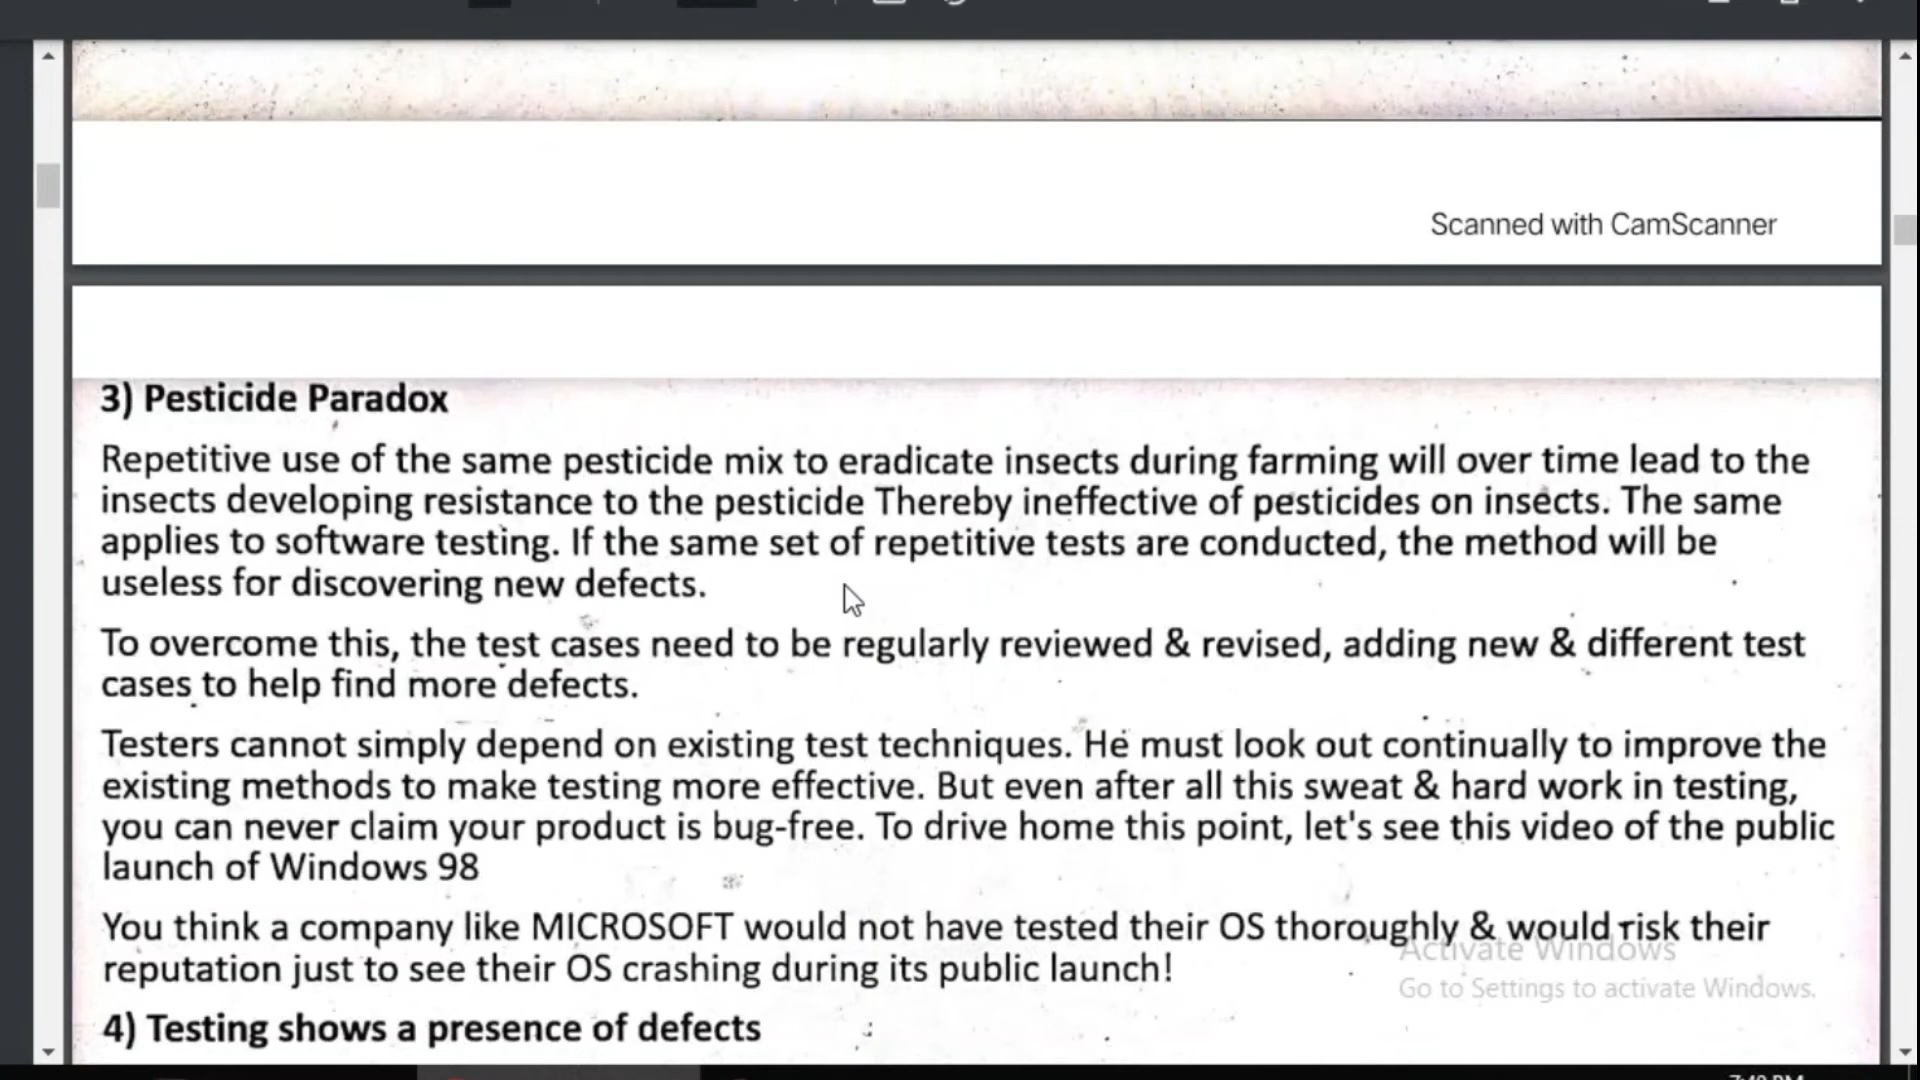 Scanned with CamScanner
3) Pesticide Paradox
Repetitive use of the same pesticide mix to eradicate insects during farming will over time lead to the
insects developing resistance to the pesticide Thereby ineffective of pesticides on insects. The same
applies to software testing. If the same set of repetitive tests are conducted, the method will be
useless for discovering new defects.
To overcome this, the test cases need to be regularly reviewed & revised, adding new & different test
cases to help find more defects.
Testers cannot simply depend on existing test techniques. He must look out continually to improve the
existing methods to make testing more effective. But even after all this sweat & hard work in testing,
you can never claim your product is bug-free. To drive home this point, let's see this video of the public
launch of Windows 98
You think a company like MICROSOFT would not have tested their OS thoroughly & would risk their
reputation just to see their OS crashing during its public launch!
Activate Windows
Go to Settings to activate Windows.
4) Testing shows a presence of defects